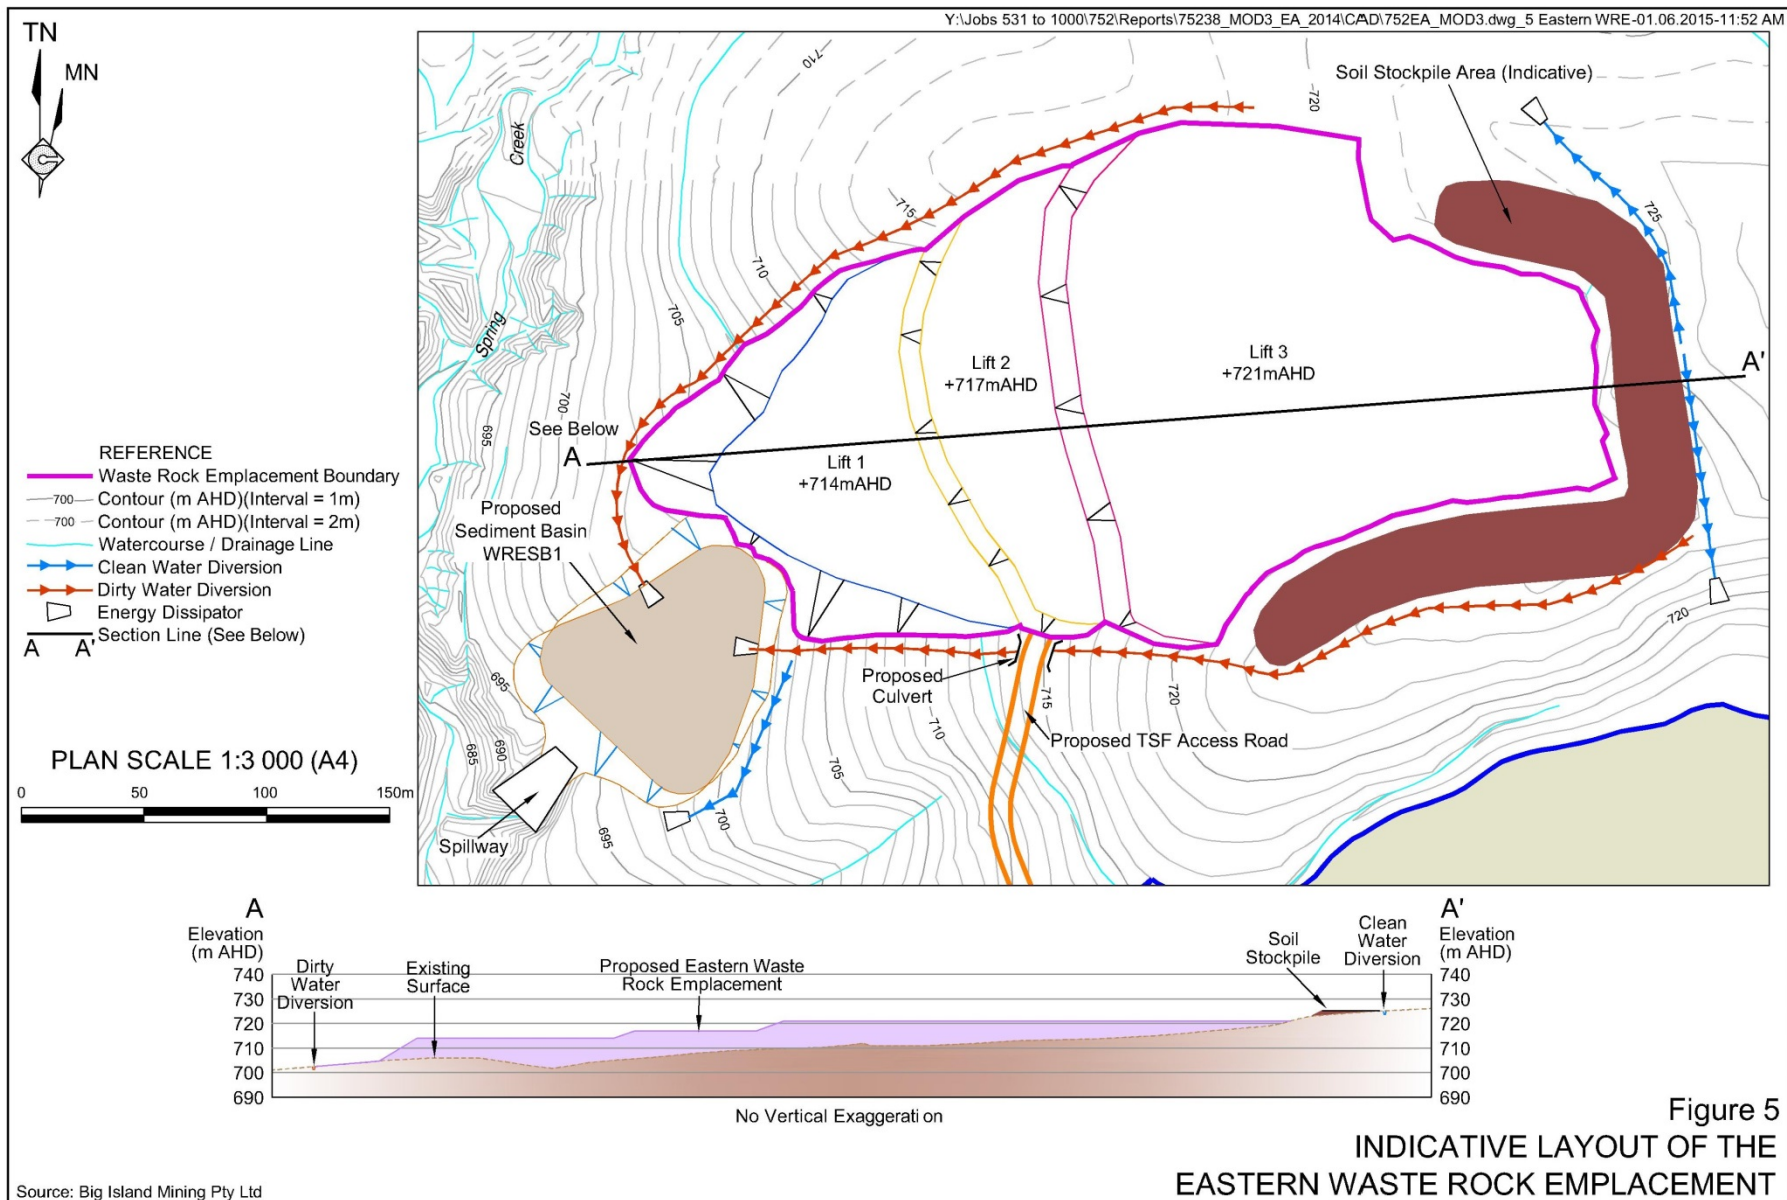 Y:\Jobs 531 to 1000\752\Reports\75238_MOD3_EA_2014\CAD\752EA_MOD3.dwg_5 Eastern WRE-01.06.2015-11:52 AM
TN
MN
Creek
Spring
710
720
Soil Stockpile Area (Indicative)
725
715
710
705
700
695
Lift 2
+717mAHD
Lift 3
+721mAHD
A'
See Below
A
Lift 1
+714mAHD
Proposed
Sediment Basin
WRESB1
REFERENCE
Waste Rock Emplacement Boundary
700 Contour (m AHD)(Interval = 1m)
700 Contour (m AHD)(Interval = 2m)
Watercourse / Drainage Line
Clean Water Diversion
Dirty Water Diversion
Energy Dissipator
Section Line (See Below)
A A'
720
695
Proposed
Culvert
715
720
710
Proposed TSF Access Road
690
685
705
700
695
Spillway
PLAN SCALE 1:3 000 (A4)
0 50 100 150m
A
Elevation
(m AHD)
A'
Elevation
(m AHD)
Dirty
Water
Diversion
Existing
Surface
Proposed Eastern Waste
Rock Emplacement
Soil
Stockpile
Clean
Water
Diversion
740 740
730 730
720 720
710 710
700 700
690 690
No Vertical Exaggeration
Figure 5
INDICATIVE LAYOUT OF THE
EASTERN WASTE ROCK EMPLACEMENT
Source: Big Island Mining Pty Ltd